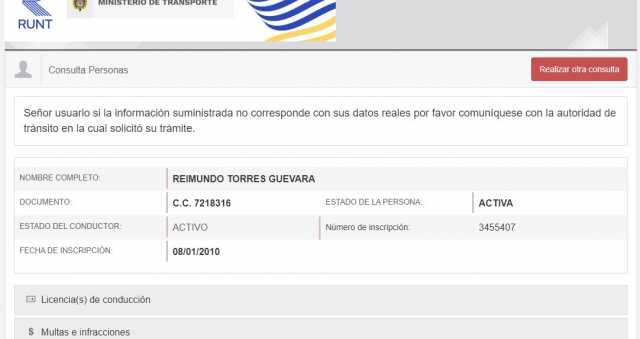 RUNT
MINISTERIO DE TRANSPORTE
Consulta Personas
Realizar otra consulta
Señor usuario si la información suministrada no corresponde con sus datos reales por favor comuniquese con la autoridad de
tránsito en la cual solicitó su trámite.
NOMBRE COMPLETO: REIMUNDO TORRES GUEVARA
DOCUMENTO: C.C. 7218316 ESTADO DE LA PERSONA: ACTIVA
ESTADO DEL CONDUCTOR: ACTIVO Número de inscripción: 3455407
FECHA DE INSCRIPCIÓN: 08/01/2010
Licencia(s) de conducción
$ Multas e infracciones